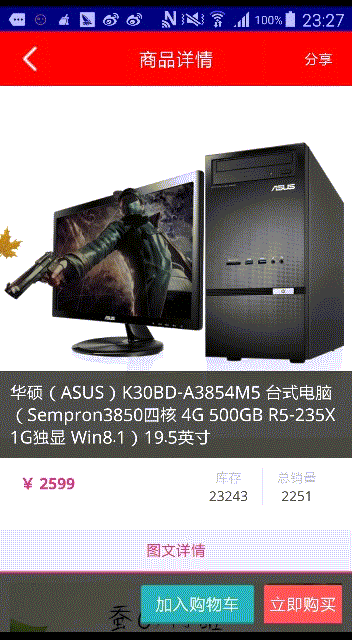 100% 23:27
商品详情 分享
ASUS
ASUS
华硕（ASUS）K30BD-A3854M5 台式电脑
（Sempron3850四核 4G 500GB R5-235X
1G独显 Win8.1）19.5英寸
¥ 2599
库存 总销量
23243 2251
图文详情
加入购物车 立即购买